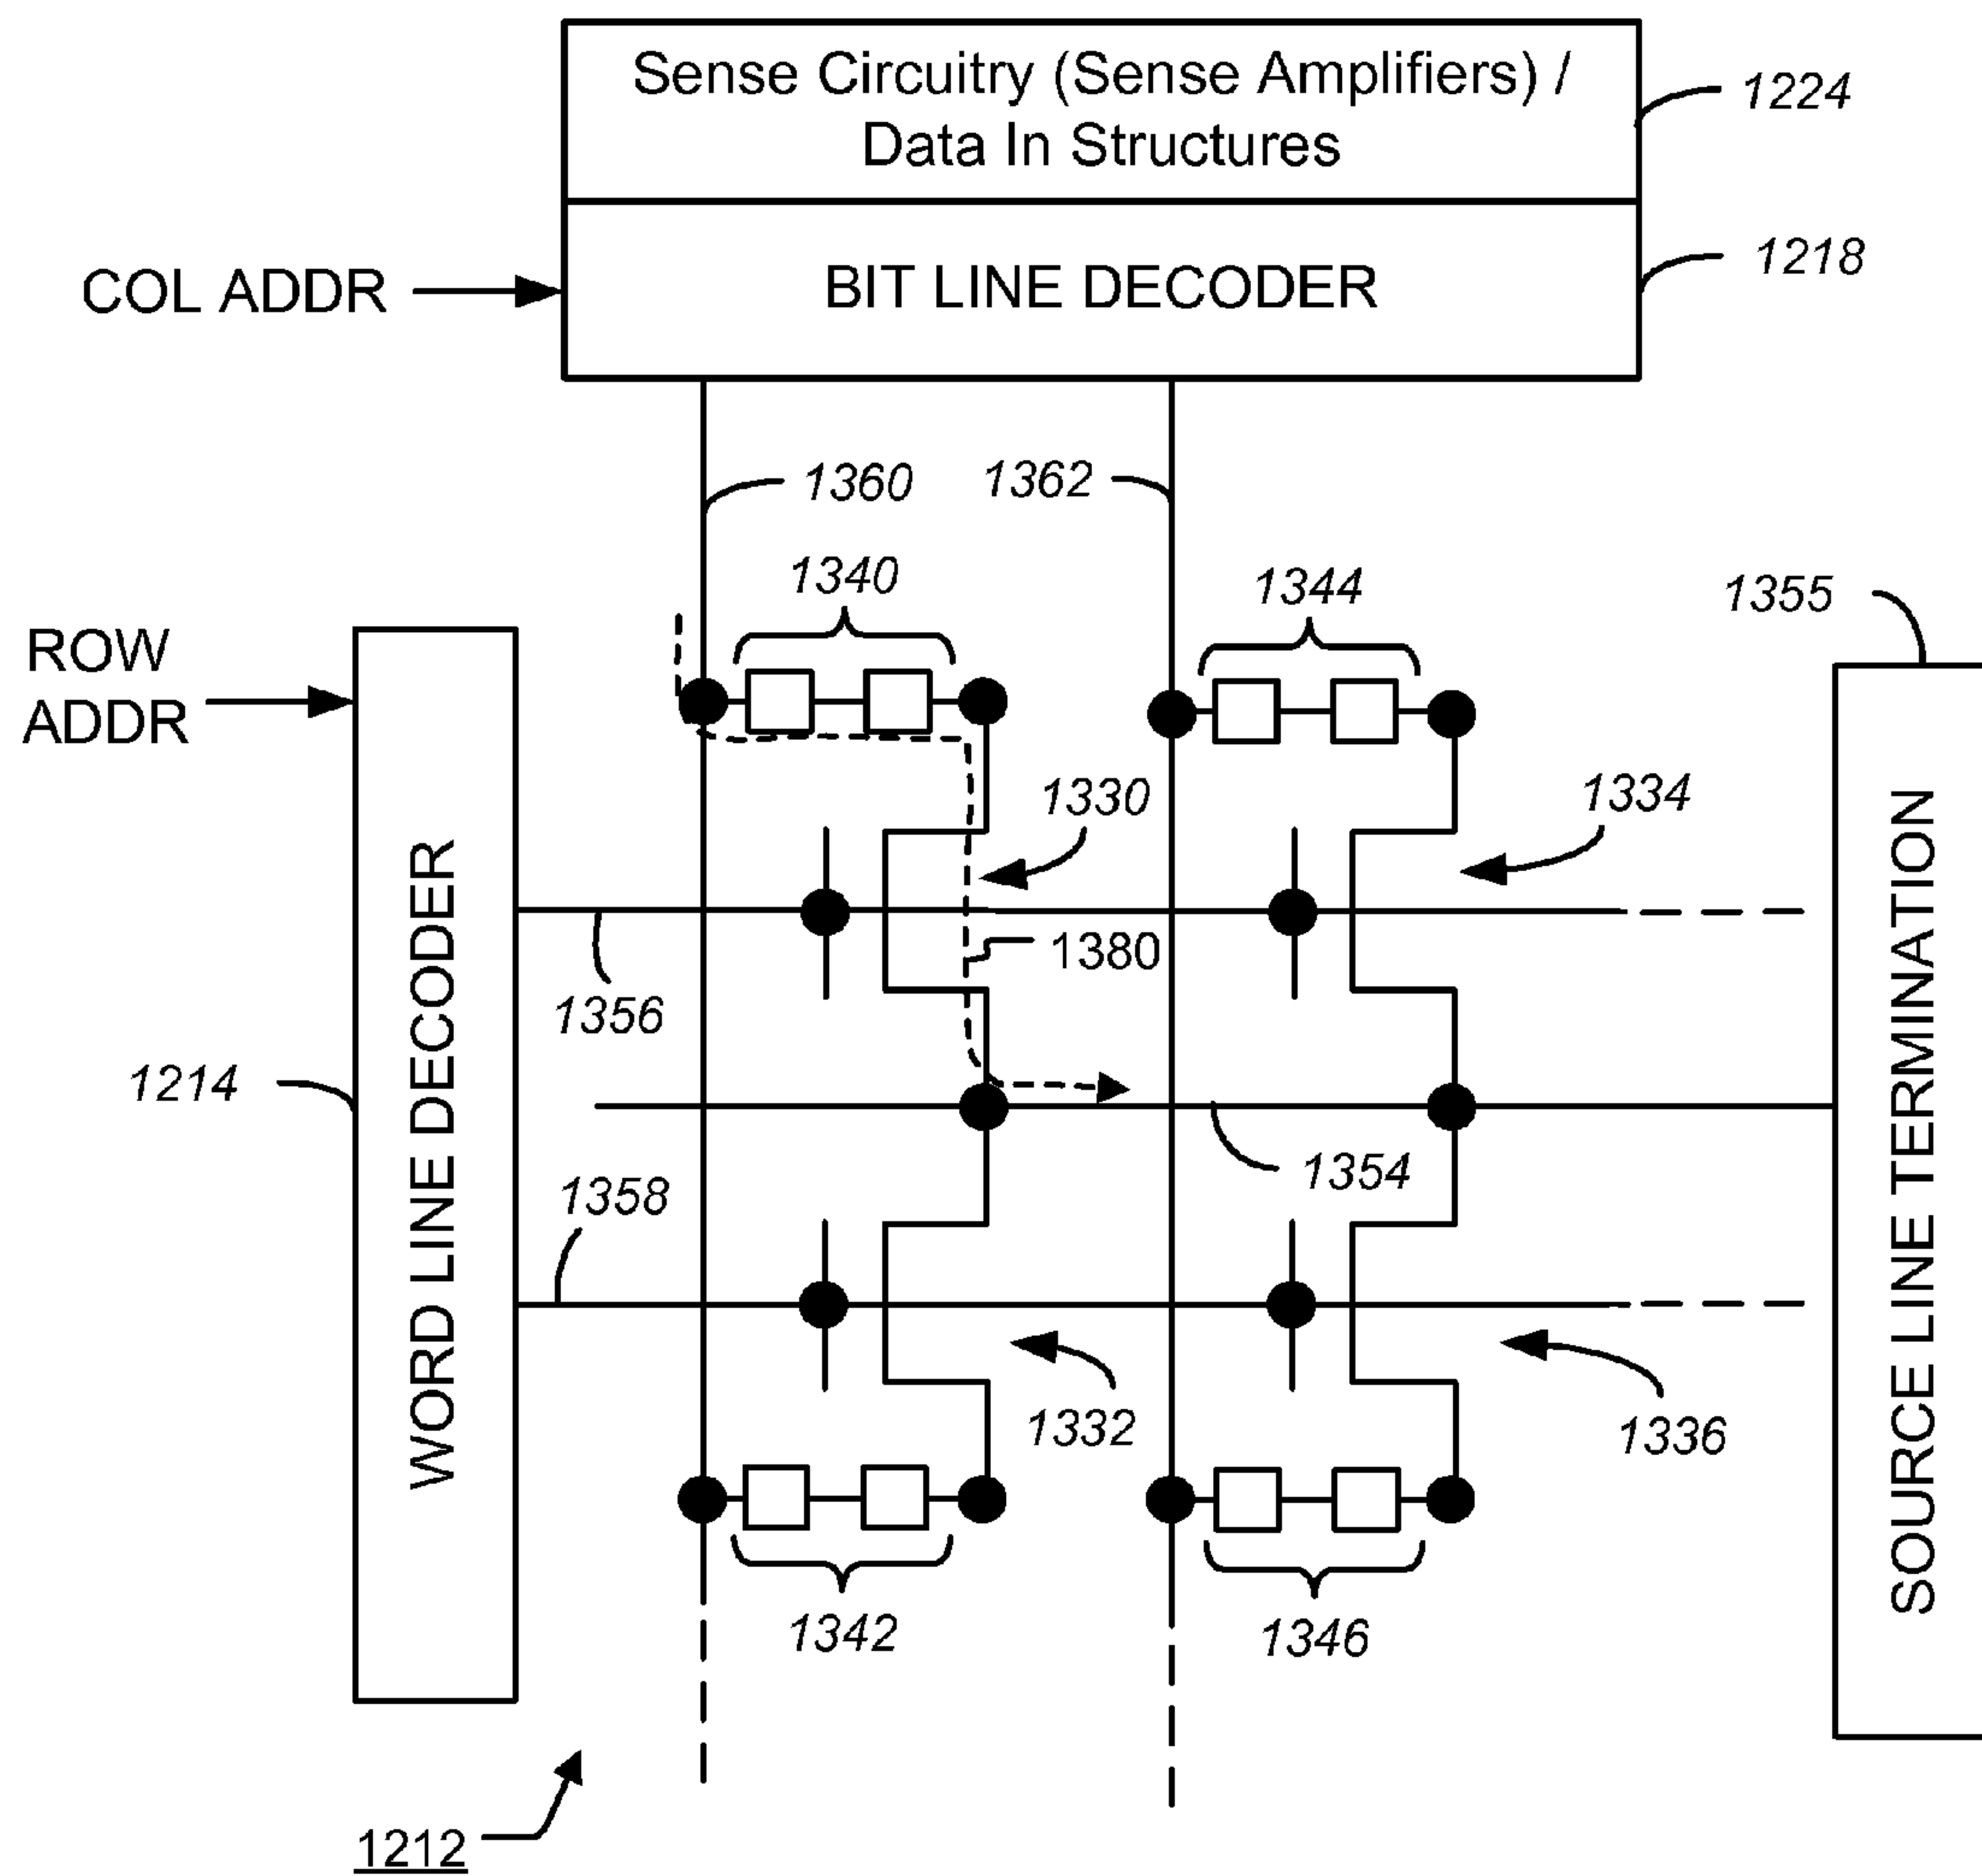 Sense Circuitry (Sense Amplifiers) /
Data In Structures
1224
COL ADDR
BIT LINE DECODER
1218
1360
1362
1340
1344
1355
ROW
ADDR
1330
1334
WORD LINE DECODER
SOURCE LINE TERMINATION
1380
1356
1214
1354
1358
1332
1336
1342
1346
1212